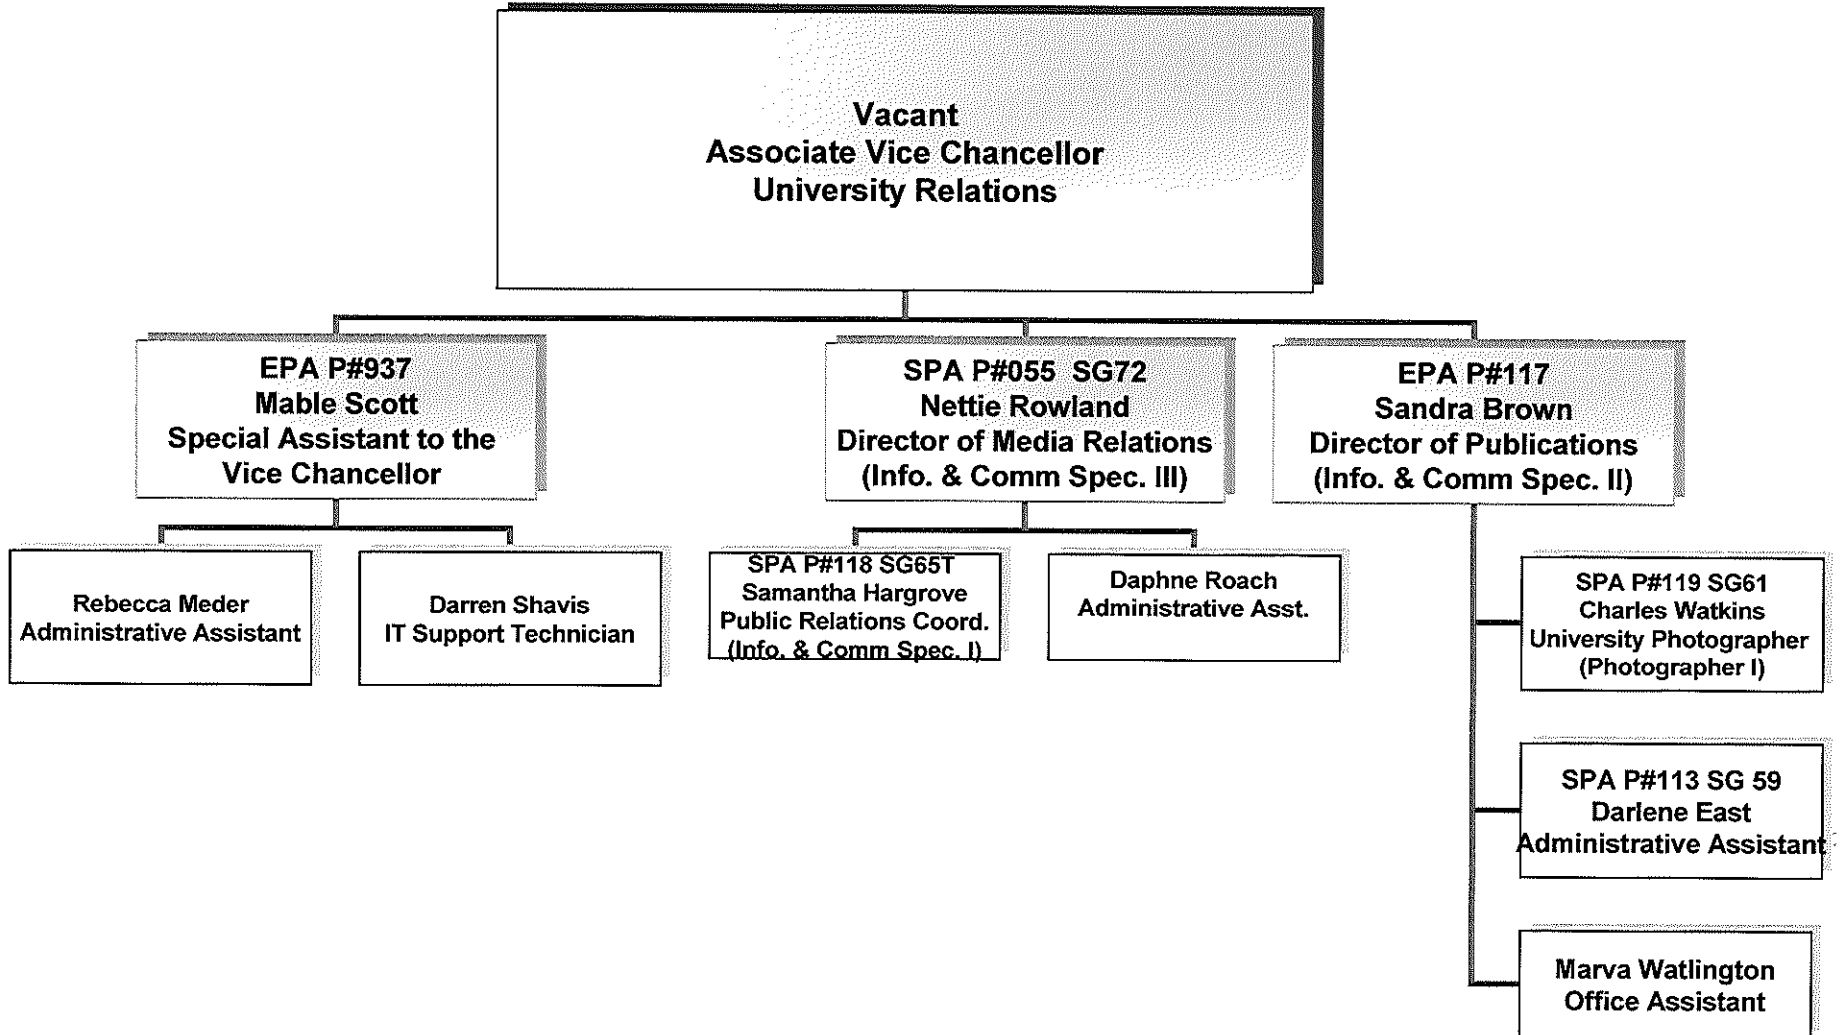 Vacant
Associate Vice Chancellor
University Relations
EPA P#937
Mable Scott
Special Assistant to the
Vice Chancellor
SPA P#055 SG72
Nettie Rowland
Director of Media Relations
(Info. & Comm Spec. III)
EPA P#117
Sandra Brown
Director of Publications
(Info. & Comm Spec. II)
Rebecca Meder
Administrative Assistant
Darren Shavis
IT Support Technician
SPA P#118 SG65T
Samantha Hargrove
Public Relations Coord.
(Info. & Comm Spec. I)
Daphne Roach
Administrative Asst.
SPA P#119 SG61
Charles Watkins
University Photographer
(Photographer I)
SPA P#113 SG 59
Darlene East
Administrative Assistant
Marva Watlington
Office Assistant